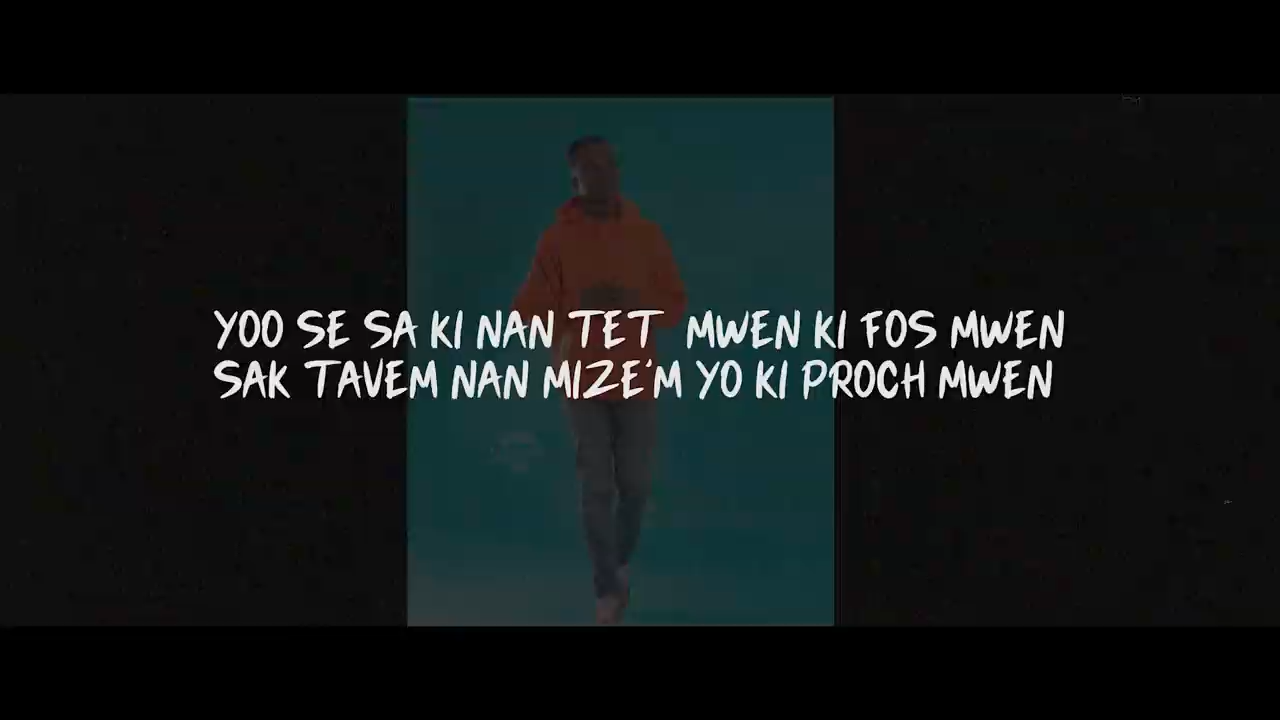 YOO SE SA KI NAN TET MWEN KI FOS MWEN
SAK TAVEM NAN MIZE'M YO KI PROCH MWEN